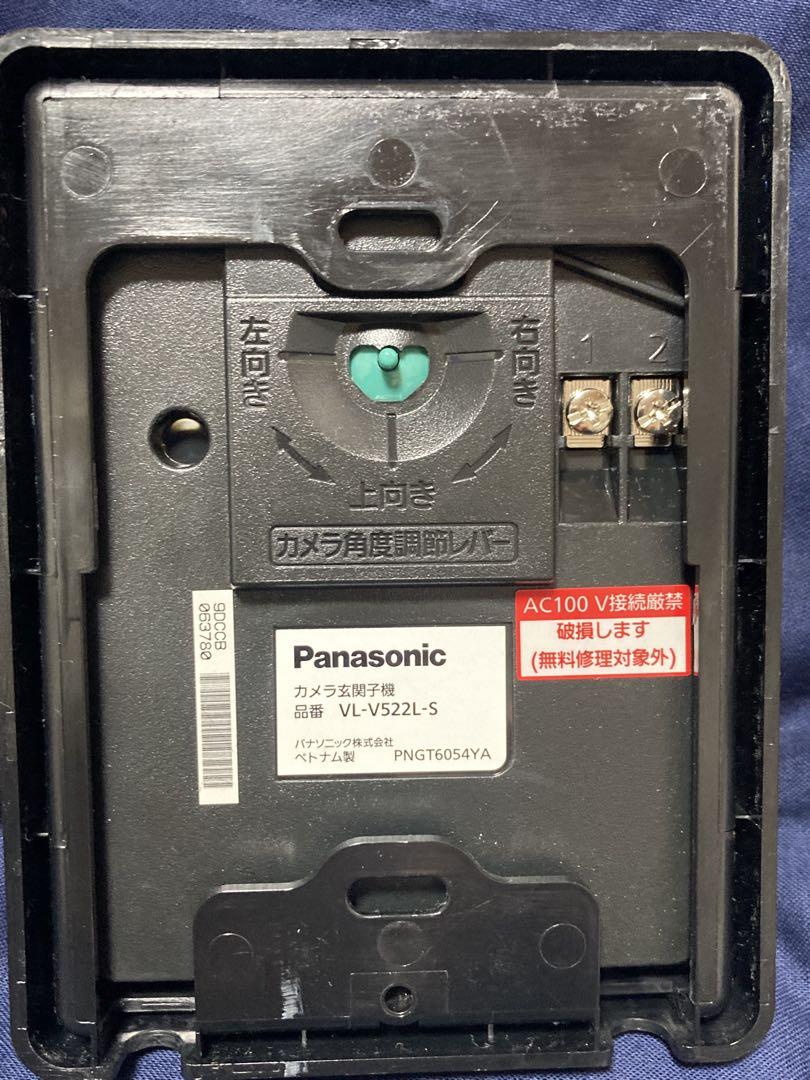 左向き
右向き
1 2
上向き
カメラ角度調節レバー
AC100 V接続厳禁
破損します
(無料修理対象外)
9DCCB
063780
Panasonic
カメラ玄関子機
品番 VL-V522L-S
パナソニック株式会社
ベトナム製 PNGT6054YA